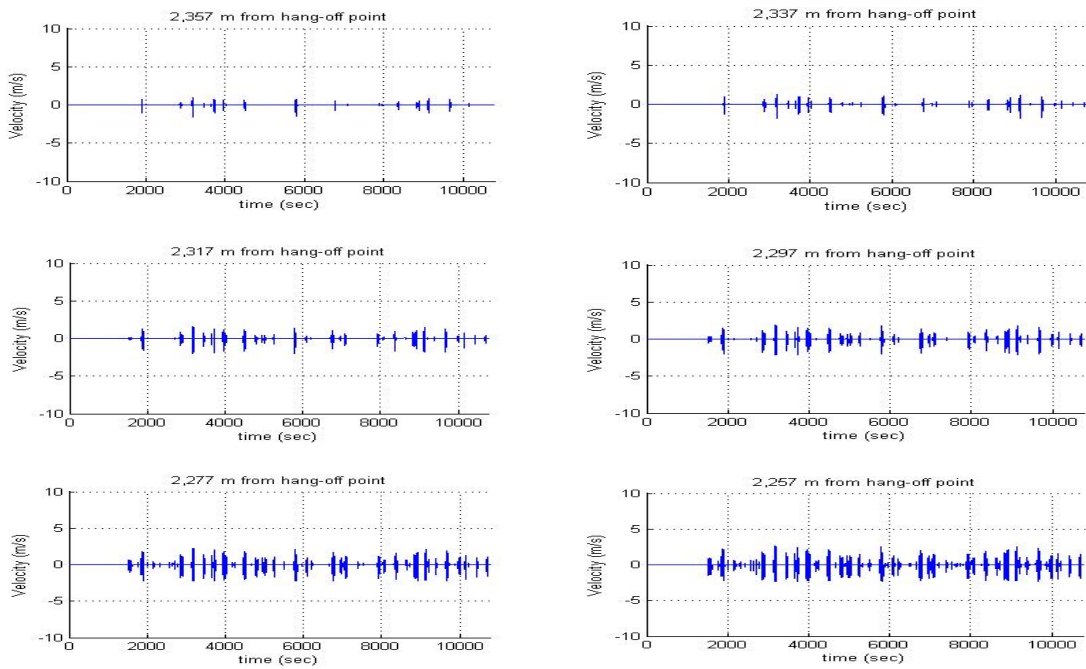 2,357 m from hang-off point
10
5
0
-5
-10
Velocity (m/s)
0 2000 4000 6000 8000 10000
time (sec)
2,337 m from hang-off point
10
5
0
-5
-10
Velocity (m/s)
0 2000 4000 6000 8000 10000
time (sec)
2,317 m from hang-off point
10
5
0
-5
-10
Velocity (m/s)
0 2000 4000 6000 8000 10000
time (sec)
2,297 m from hang-off point
10
5
0
-5
-10
Velocity (m/s)
0 2000 4000 6000 8000 10000
time (sec)
2,277 m from hang-off point
10
5
0
-5
-10
Velocity (m/s)
0 2000 4000 6000 8000 10000
time (sec)
2,257 m from hang-off point
10
5
0
-5
-10
Velocity (m/s)
0 2000 4000 6000 8000 10000
time (sec)